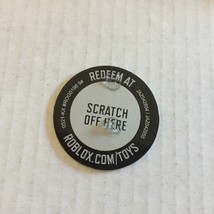 REDEEM AT
SCRATCH
OFF HERE
ROBLOX.COM/TOYS